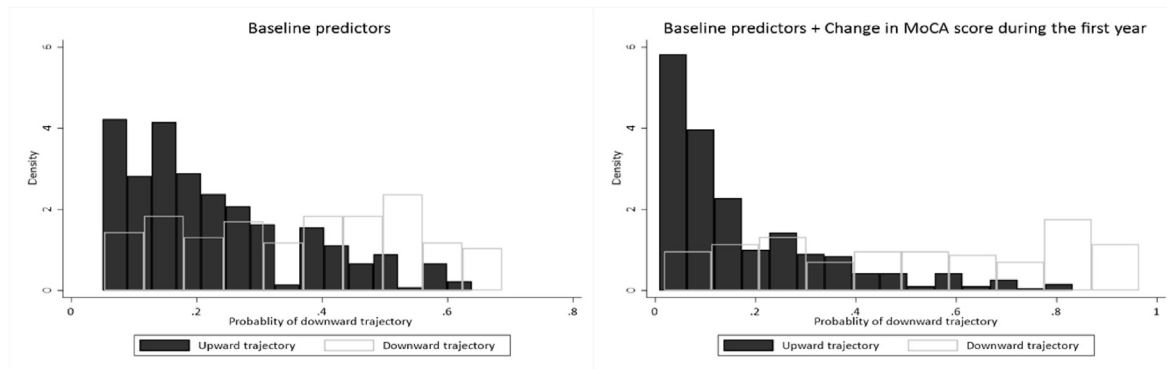 Baseline predictors
6
4
2
0
Density
0
.2
.4
.6
.8
Probablity of downward trajectory
Upward trajectory
Downward trajectory
Baseline predictors + Change in MoCA score during the first year
6
4
2
0
Density
0
.2
.4
.6
.8
1
Probablity of downward trajectory
Upward trajectory
Downward trajectory